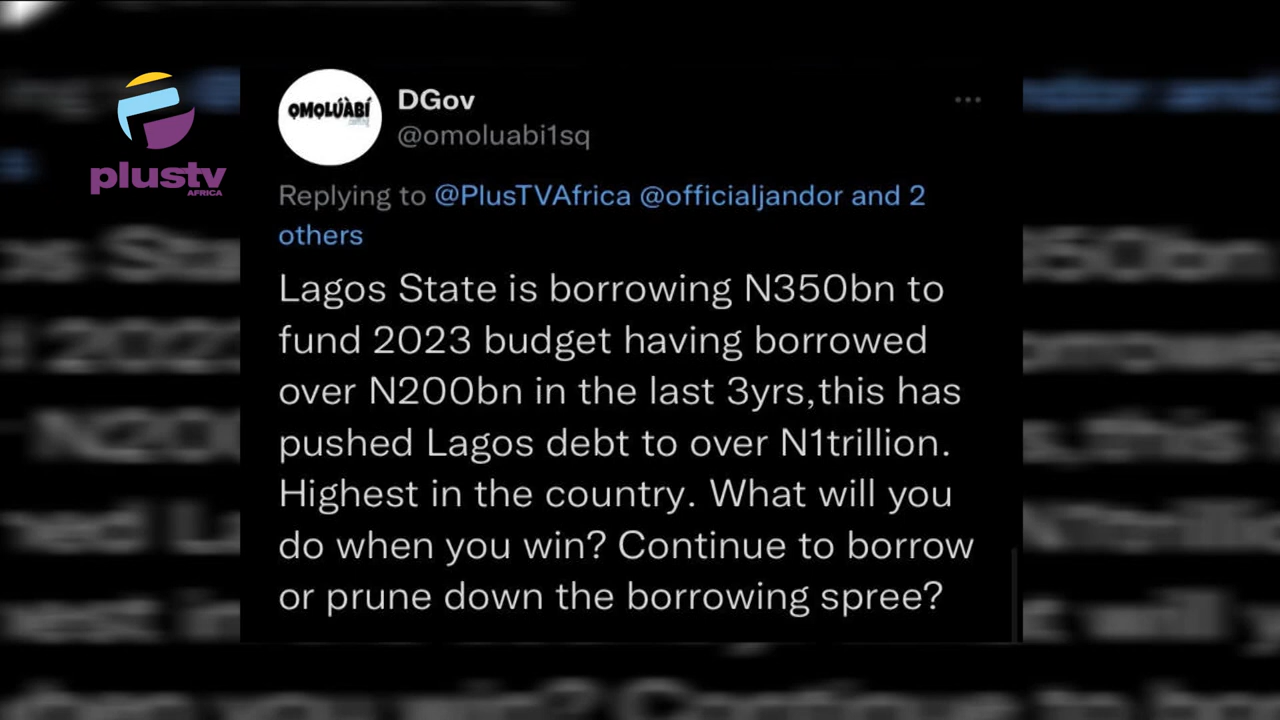 plustv
AFRICA
ỌMỌLÚÀBÍ
DGov
@omoluabi1sq
Replying to @PlusTVAfrica @officialjandor and 2
others
Lagos State is borrowing N350bn to
fund 2023 budget having borrowed
over N200bn in the last 3yrs,this has
pushed Lagos debt to over N1trillion.
Highest in the country. What will you
do when you win? Continue to borrow
or prune down the borrowing spree?